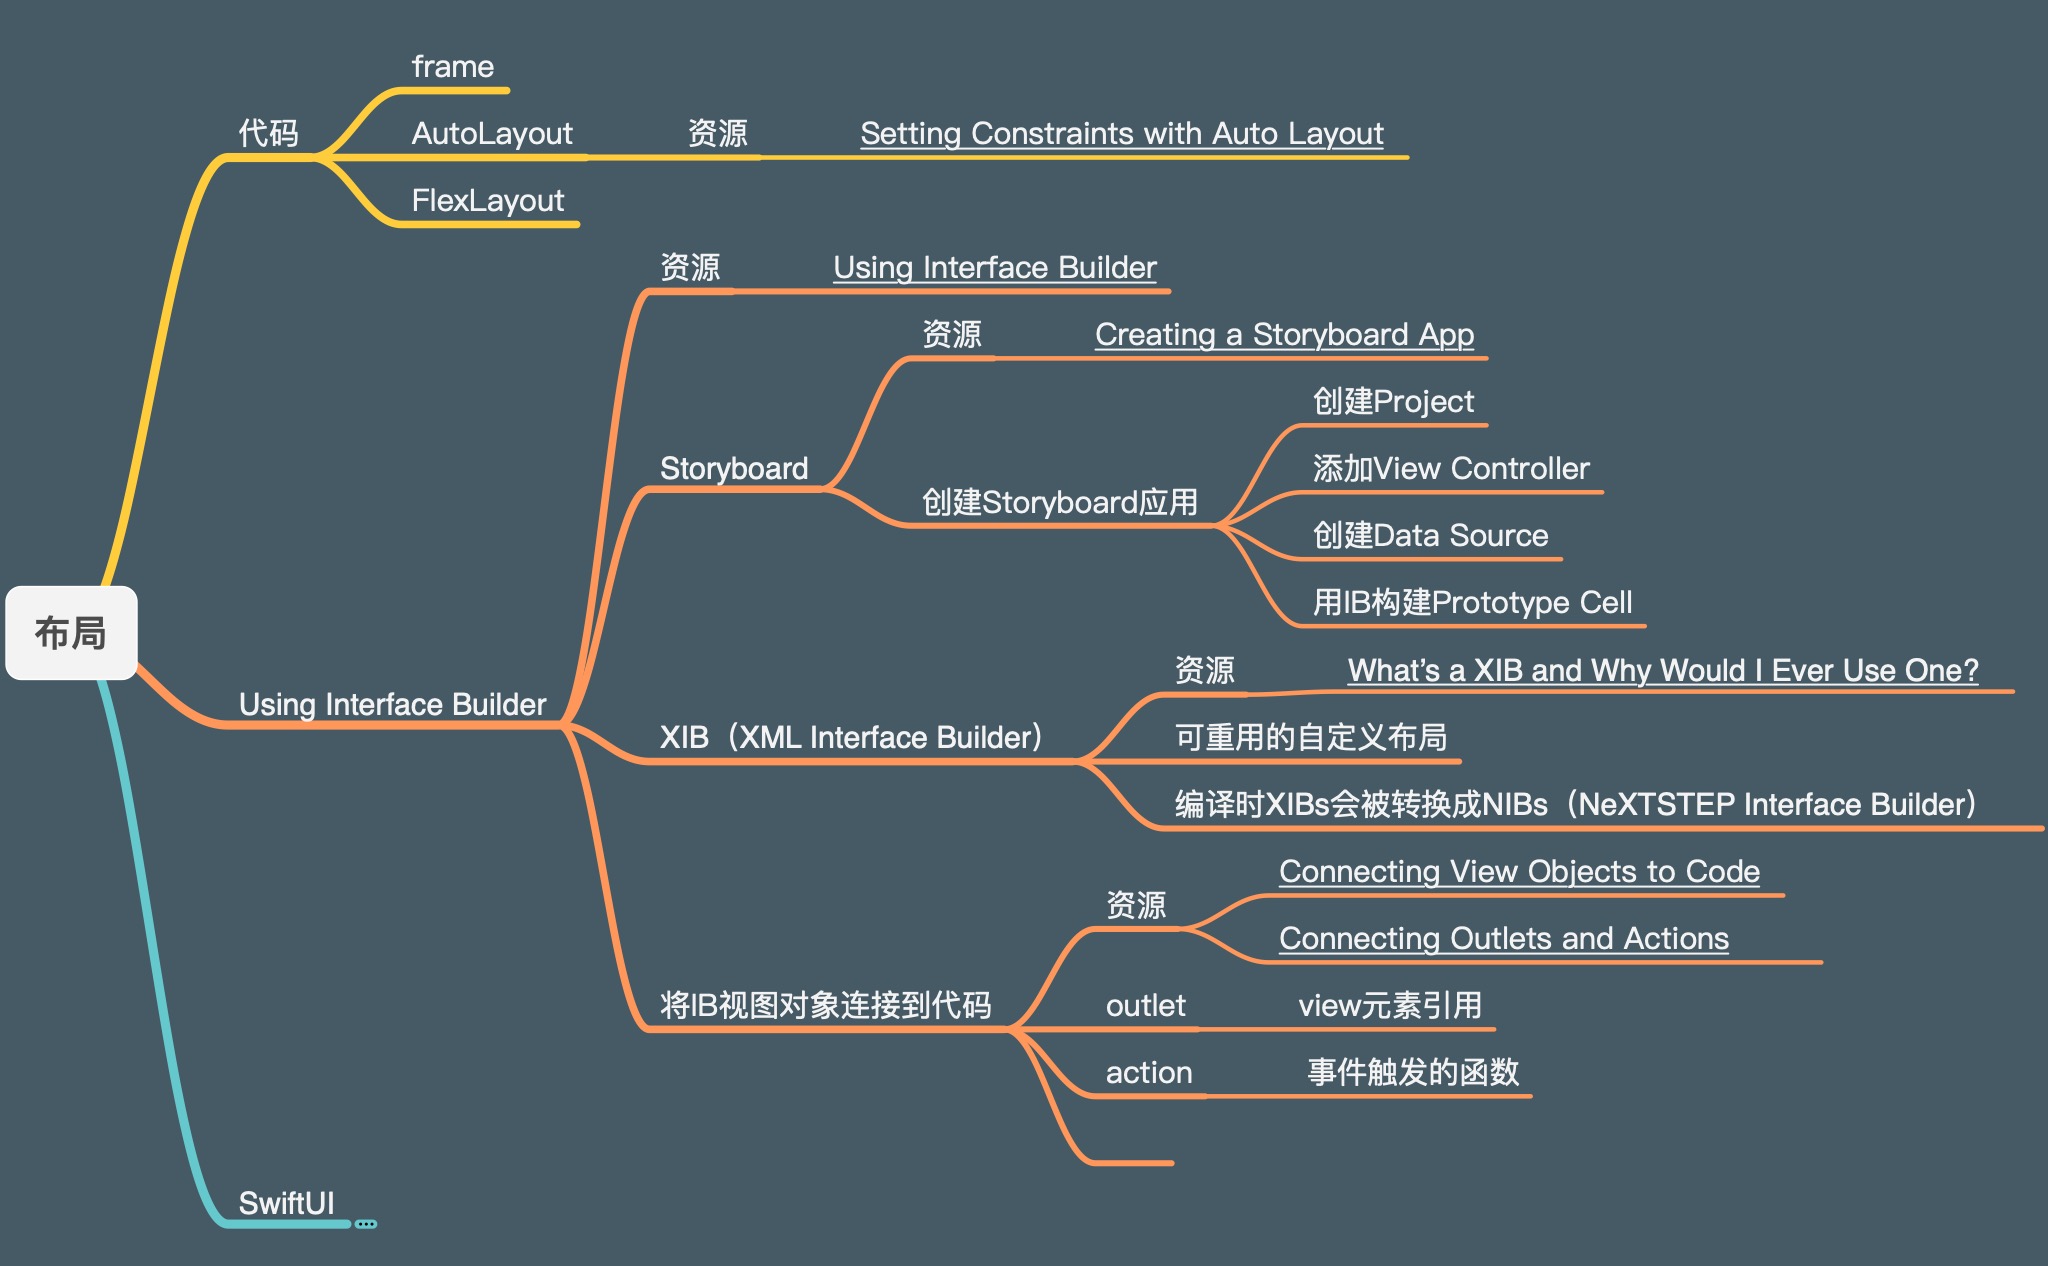 frame
代码
AutoLayout
资源
Setting Constraints with Auto Layout
FlexLayout
资源
Using Interface Builder
资源
Creating a Storyboard App
创建Project
Storyboard
添加View Controller
创建Storyboard应用
创建Data Source
用IB构建Prototype Cell
布局
Using Interface Builder
资源
What’s a XIB and Why Would I Ever Use One?
XIB（XML Interface Builder）
可重用的自定义布局
编译时XIBs会被转换成NIBs（NeXTSTEP Interface Builder）
资源
Connecting View Objects to Code
Connecting Outlets and Actions
将IB视图对象连接到代码
outlet
view元素引用
action
事件触发的函数
SwiftUI